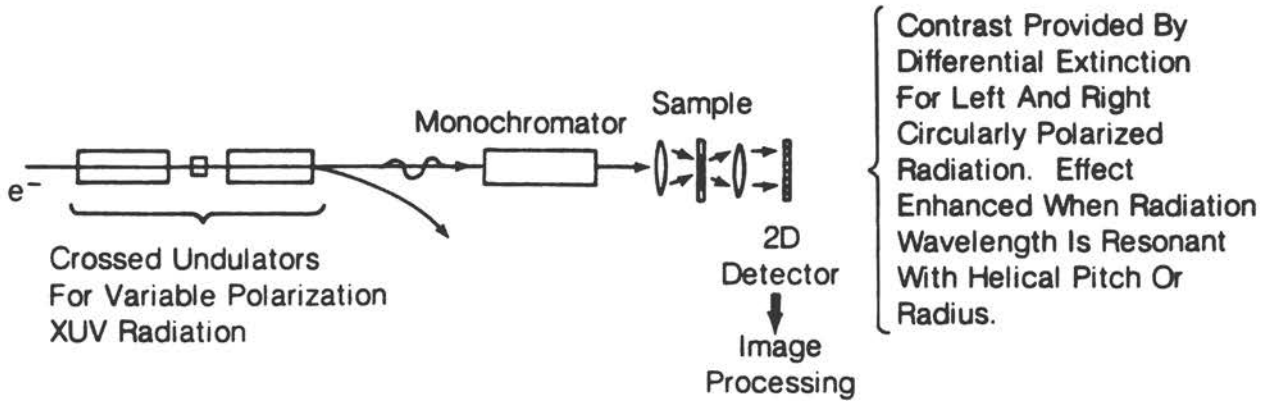 e⁻
Crossed Undulators
For Variable Polarization
XUV Radiation
Monochromator
Sample
2D
Detector
Image
Processing
Contrast Provided By
Differential Extinction
For Left And Right
Circularly Polarized
Radiation. Effect
Enhanced When Radiation
Wavelength Is Resonant
With Helical Pitch Or
Radius.